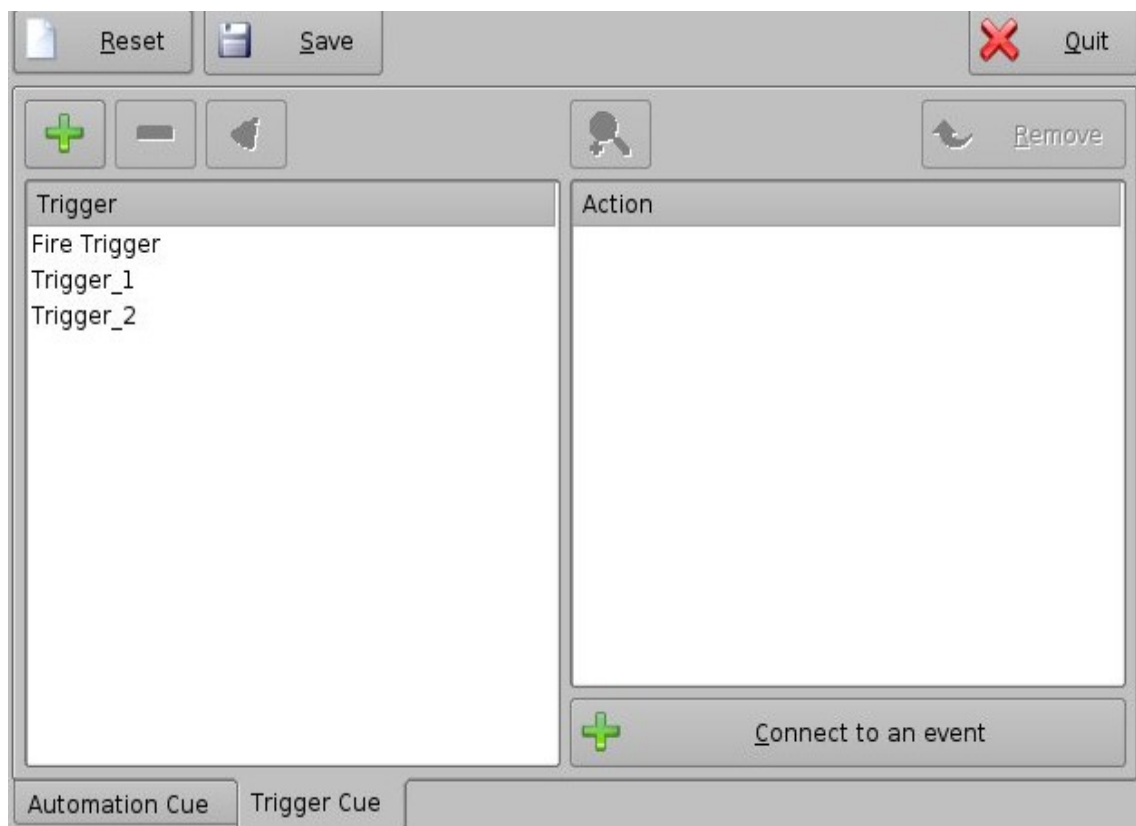 Reset
Save
Quit
Remove
Trigger
Action
Fire Trigger
Trigger_1
Trigger_2
Connect to an event
Automation Cue
Trigger Cue